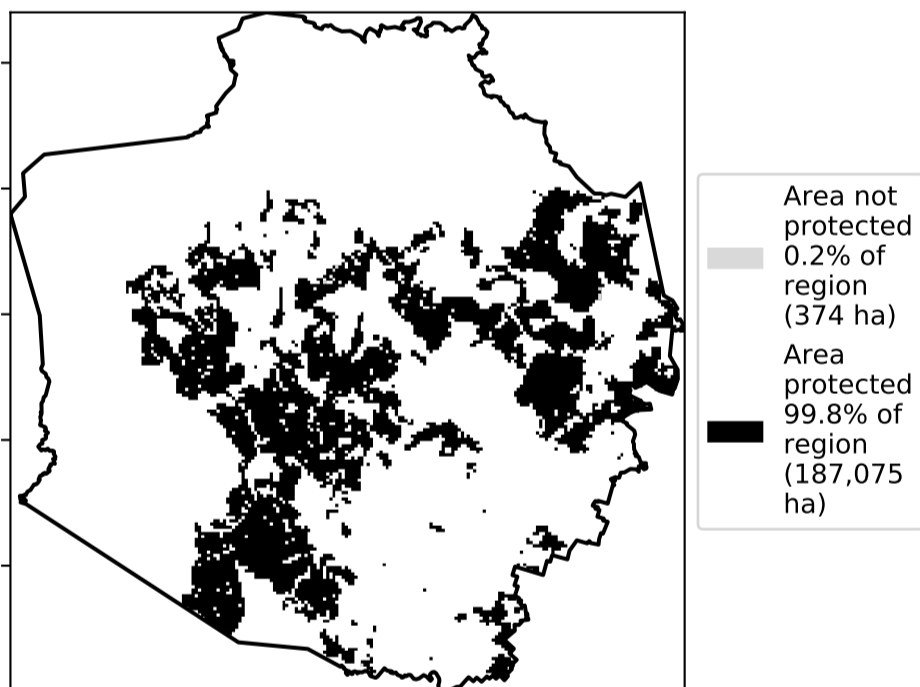 Area not
protected
0.2% of
region
(374 ha)
Area
protected
99.8% of
region
(187,075
ha)